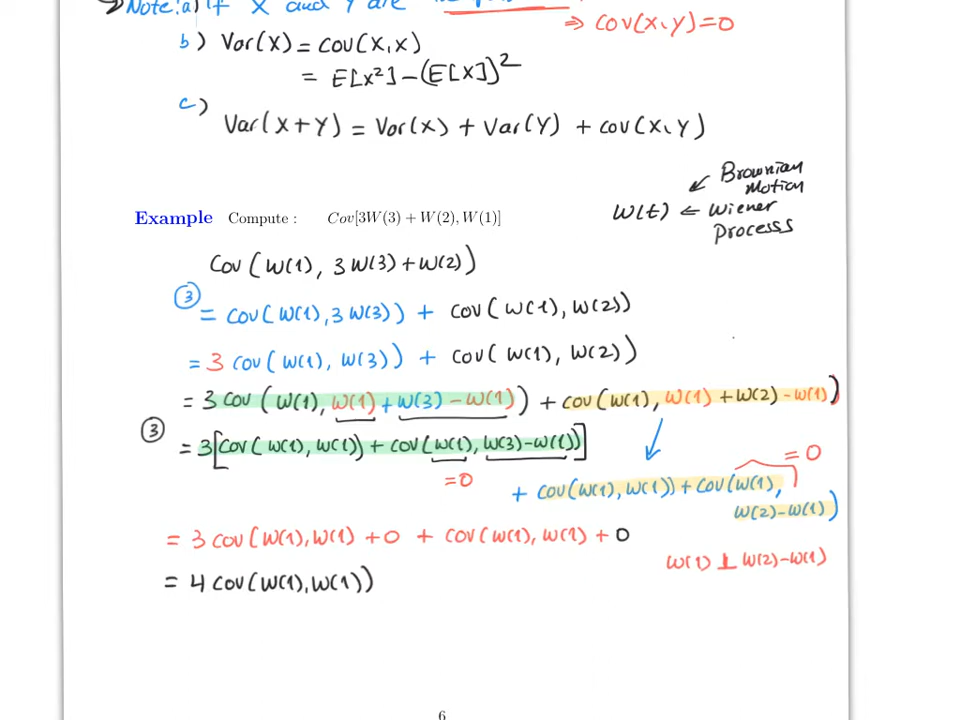 Note: a) If X and Y are
⇒ Cov(X,Y)=0
b) Var(X) = Cov(X,X)
= E[X²] - (E[X])²
c)
Var(X+Y) = Var(X) + Var(Y) + cov(X,Y)
Brownian
Motion
W(t) ← Wiener
Processs
Example Compute : Cov[3W(3) + W(2), W(1)]
Cov (W(1), 3W(3)+W(2))
③
= cov(W(1), 3W(3)) + cov(W(1), W(2))
= 3 cov(W(1), W(3)) + cov(W(1), W(2))
= 3 cov (W(1), W(1) + W(3) - W(1)) + cov(W(1), W(1) + W(2) - W(1))
③
= 3[cov(W(1), W(1)) + cov(W(1), W(3)-W(1))]
=0
=0
+ cov(W(1), W(1)) + cov(W(1),
W(2)-W(1))
= 3 cov(W(1), W(1) + 0 + cov(W(1), W(1) + 0
W(1) ⊥ W(2)-W(1)
= 4 cov(W(1), W(1))
6